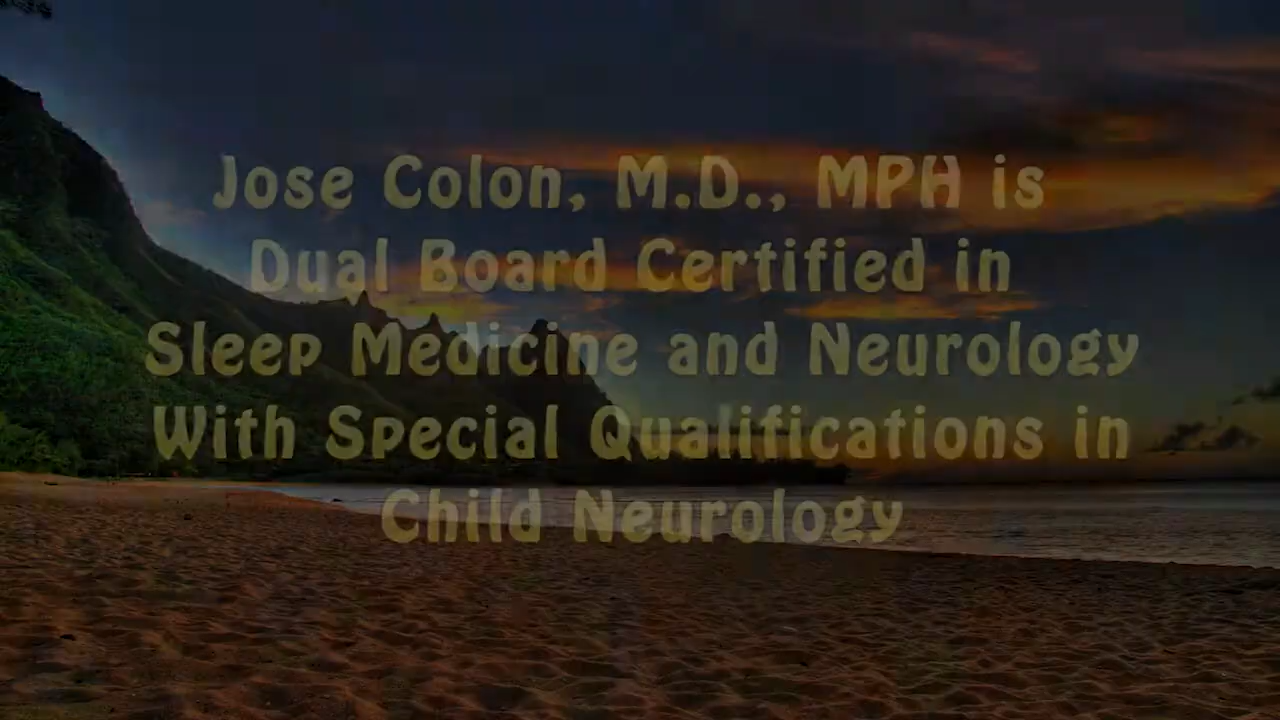 Jose Colon, M.D., MPH is
Dual Board Certified in
Sleep Medicine and Neurology
With Special Qualifications in
Child Neurology